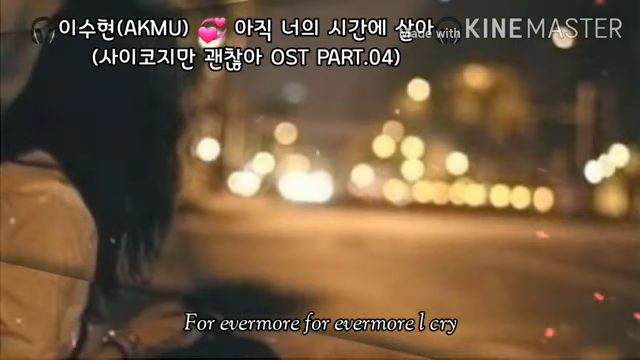 🎧이수현(AKMU) 💞 아직 너의 시간에 살아🎧
Made with KINEMASTER
(사이코지만 괜찮아 OST PART.04)
For evermore for evermore l cry